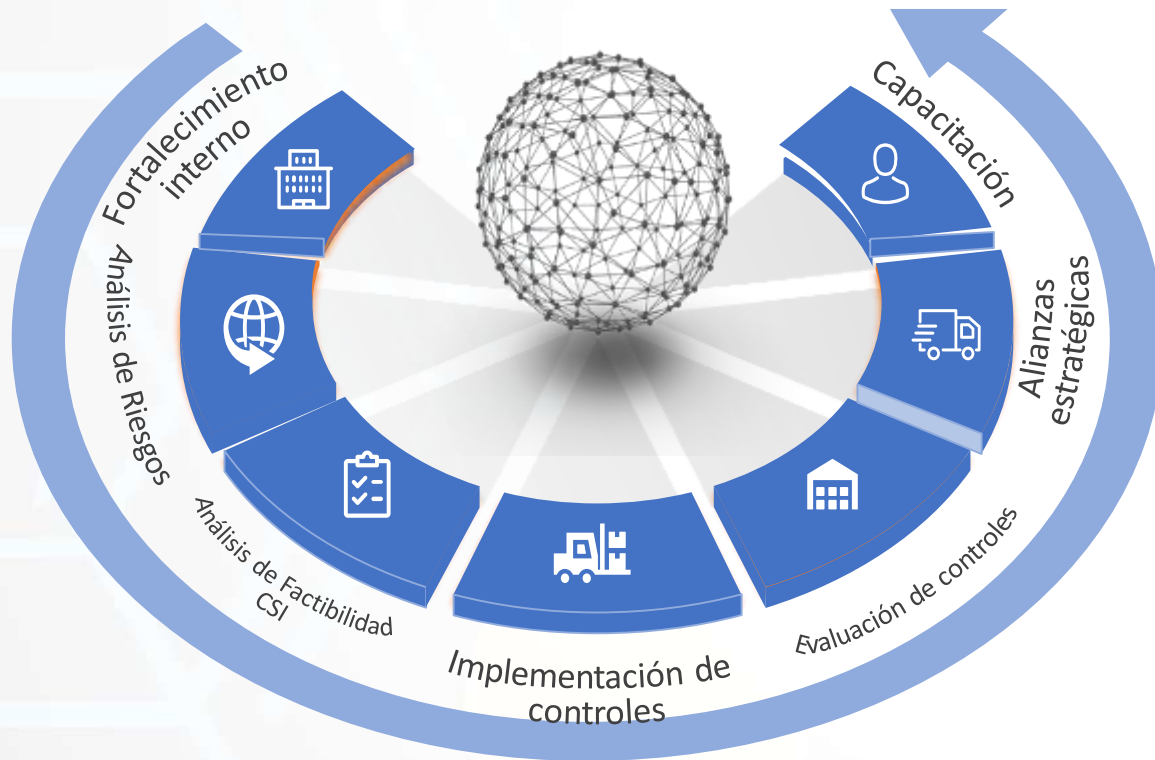 Fortalecimiento
interno
Análisis de Riesgos
Análisis de Factibilidad
CSI
Implementación de
controles
Evaluación de controles
Alianzas
estratégicas
Capacitación